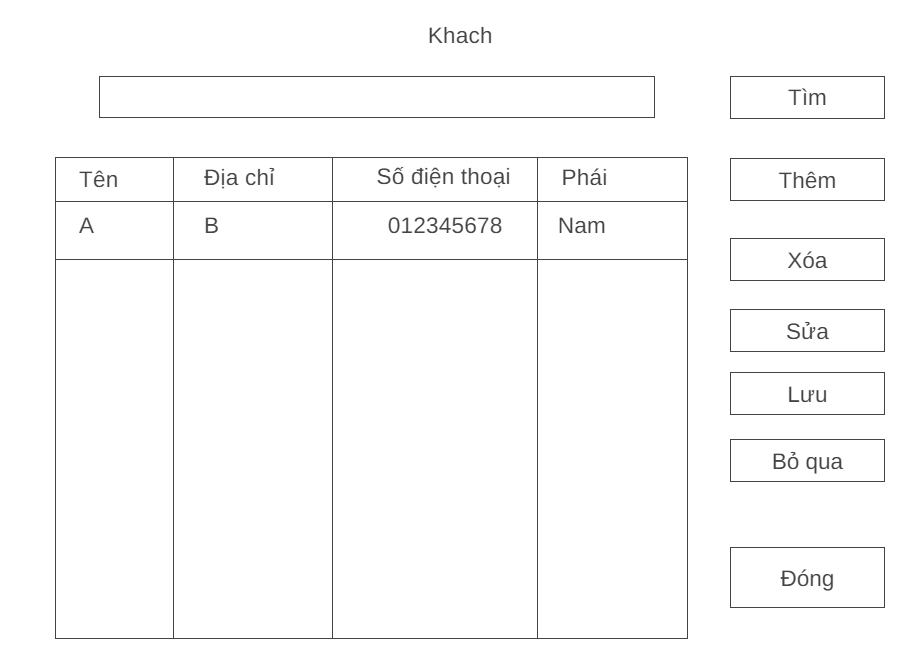 Khach
Tìm
Tên Địa chỉ Số điện thoại Phái
Thêm
A B 012345678 Nam
Xóa
Sửa
Lưu
Bỏ qua
Đóng